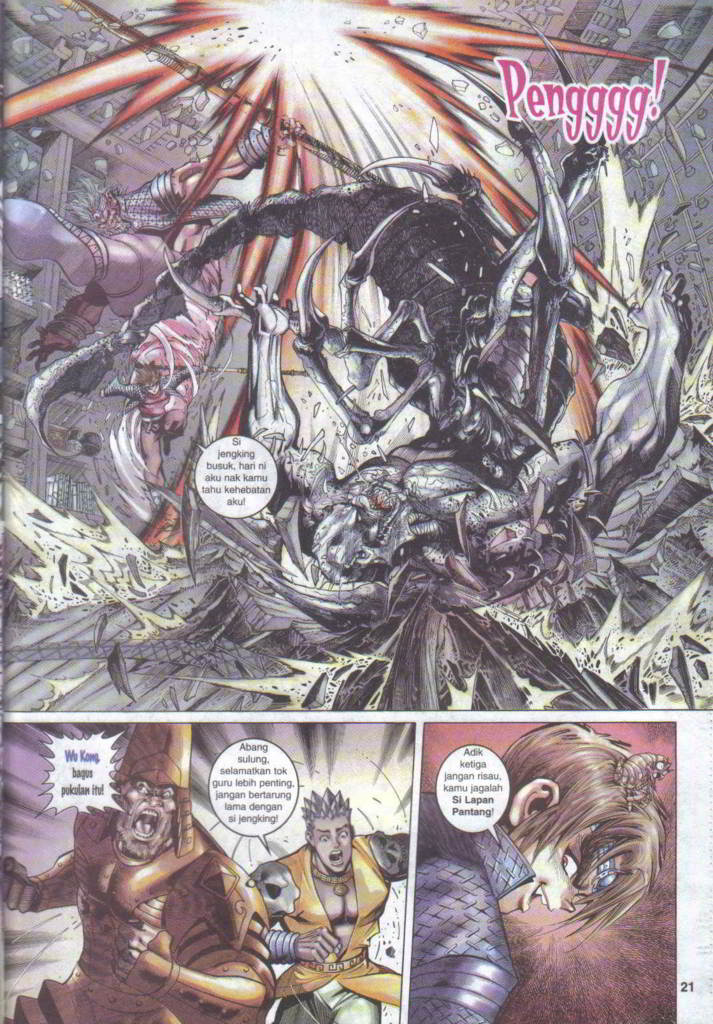 Pengggg!
Si
jengking
busuk, hari ni
aku nak kamu
tahu kehebatan
aku!
Wu Kong,
bagus
pukulan itu!
Abang
sulung,
selamatkan tok
guru lebih penting,
jangan bertarung
lama dengan
si jengking!
Adik
ketiga
jangan risau,
kamu jagalah
Si Lapan
Pantang!
21